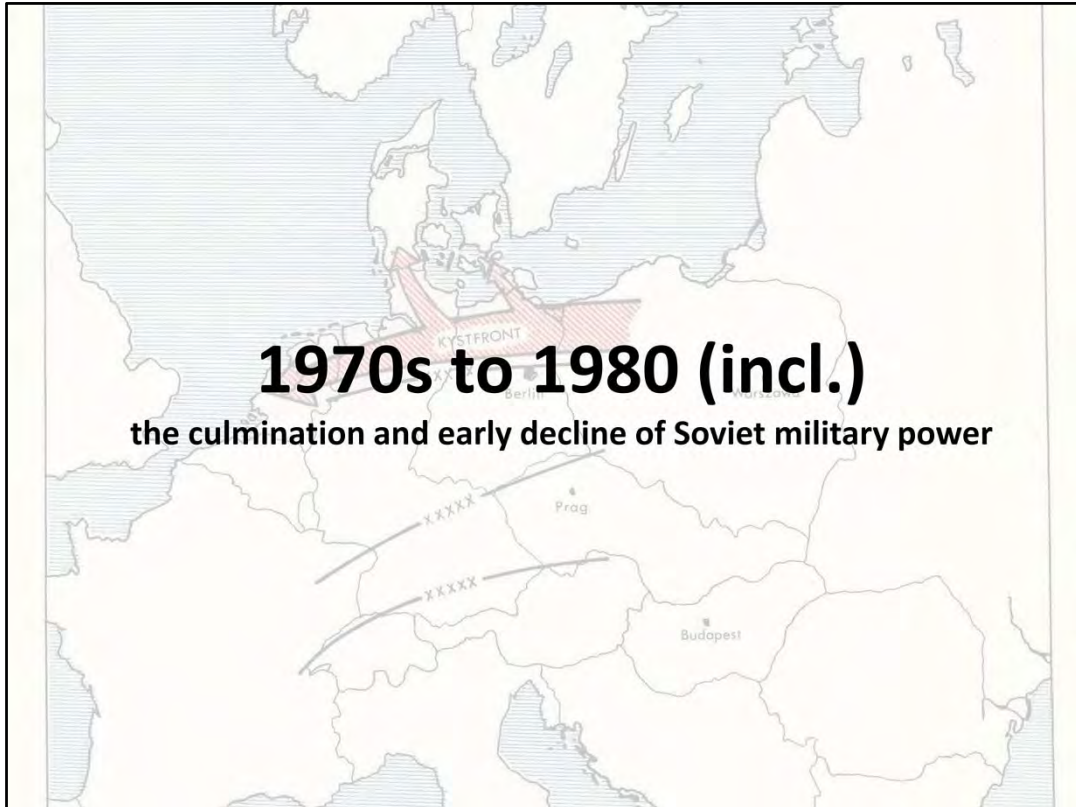 KYSTFRONT
1970s to 1980 (incl.)
Berlin
Warszawa
the culmination and early decline of Soviet military power
XXXXX
Prag
XXXXX
Budapest